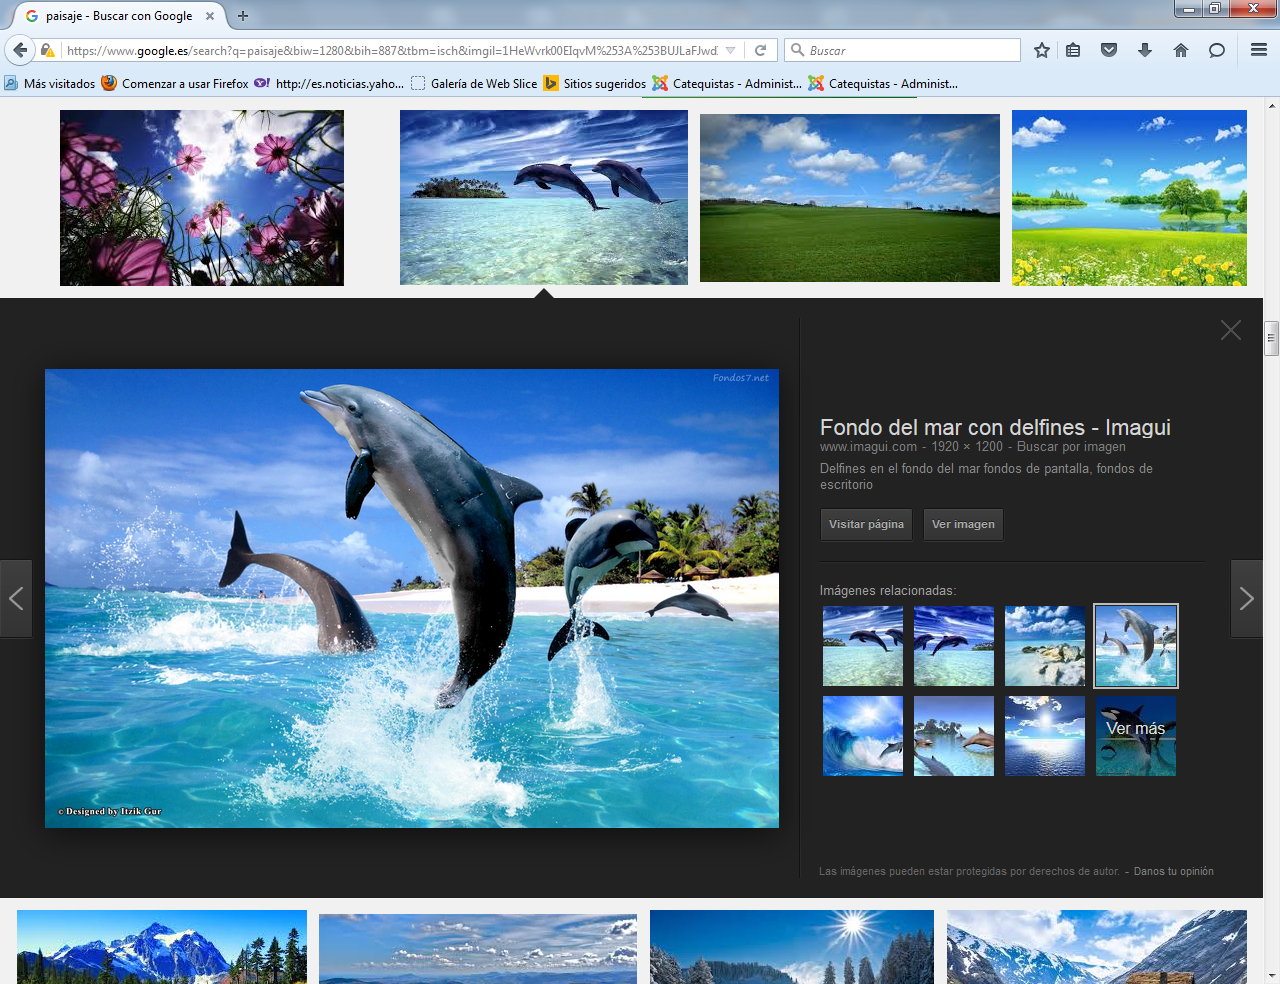 paisaje - Buscar con Google
https://www.google.es/search?q=paisaje&biw=1280&bih=887&tbm=isch&imgil=1HeWvrk00EIqvM%253A%253BUJLaFJwd
Buscar
Más visitados
Comenzar a usar Firefox
http://es.noticias.yaho...
Galería de Web Slice
Sitios sugeridos
Catequistas - Administ...
Catequistas - Administ...
Fondos7.net
© Designed by Itzik Gur
Fondo del mar con delfines - Imagui
www.imagui.com - 1920 × 1200 - Buscar por imagen
Delfines en el fondo del mar fondos de pantalla, fondos de
escritorio
Visitar página
Ver imagen
Imágenes relacionadas:
Ver más
Las imágenes pueden estar protegidas por derechos de autor. - Danos tu opinión